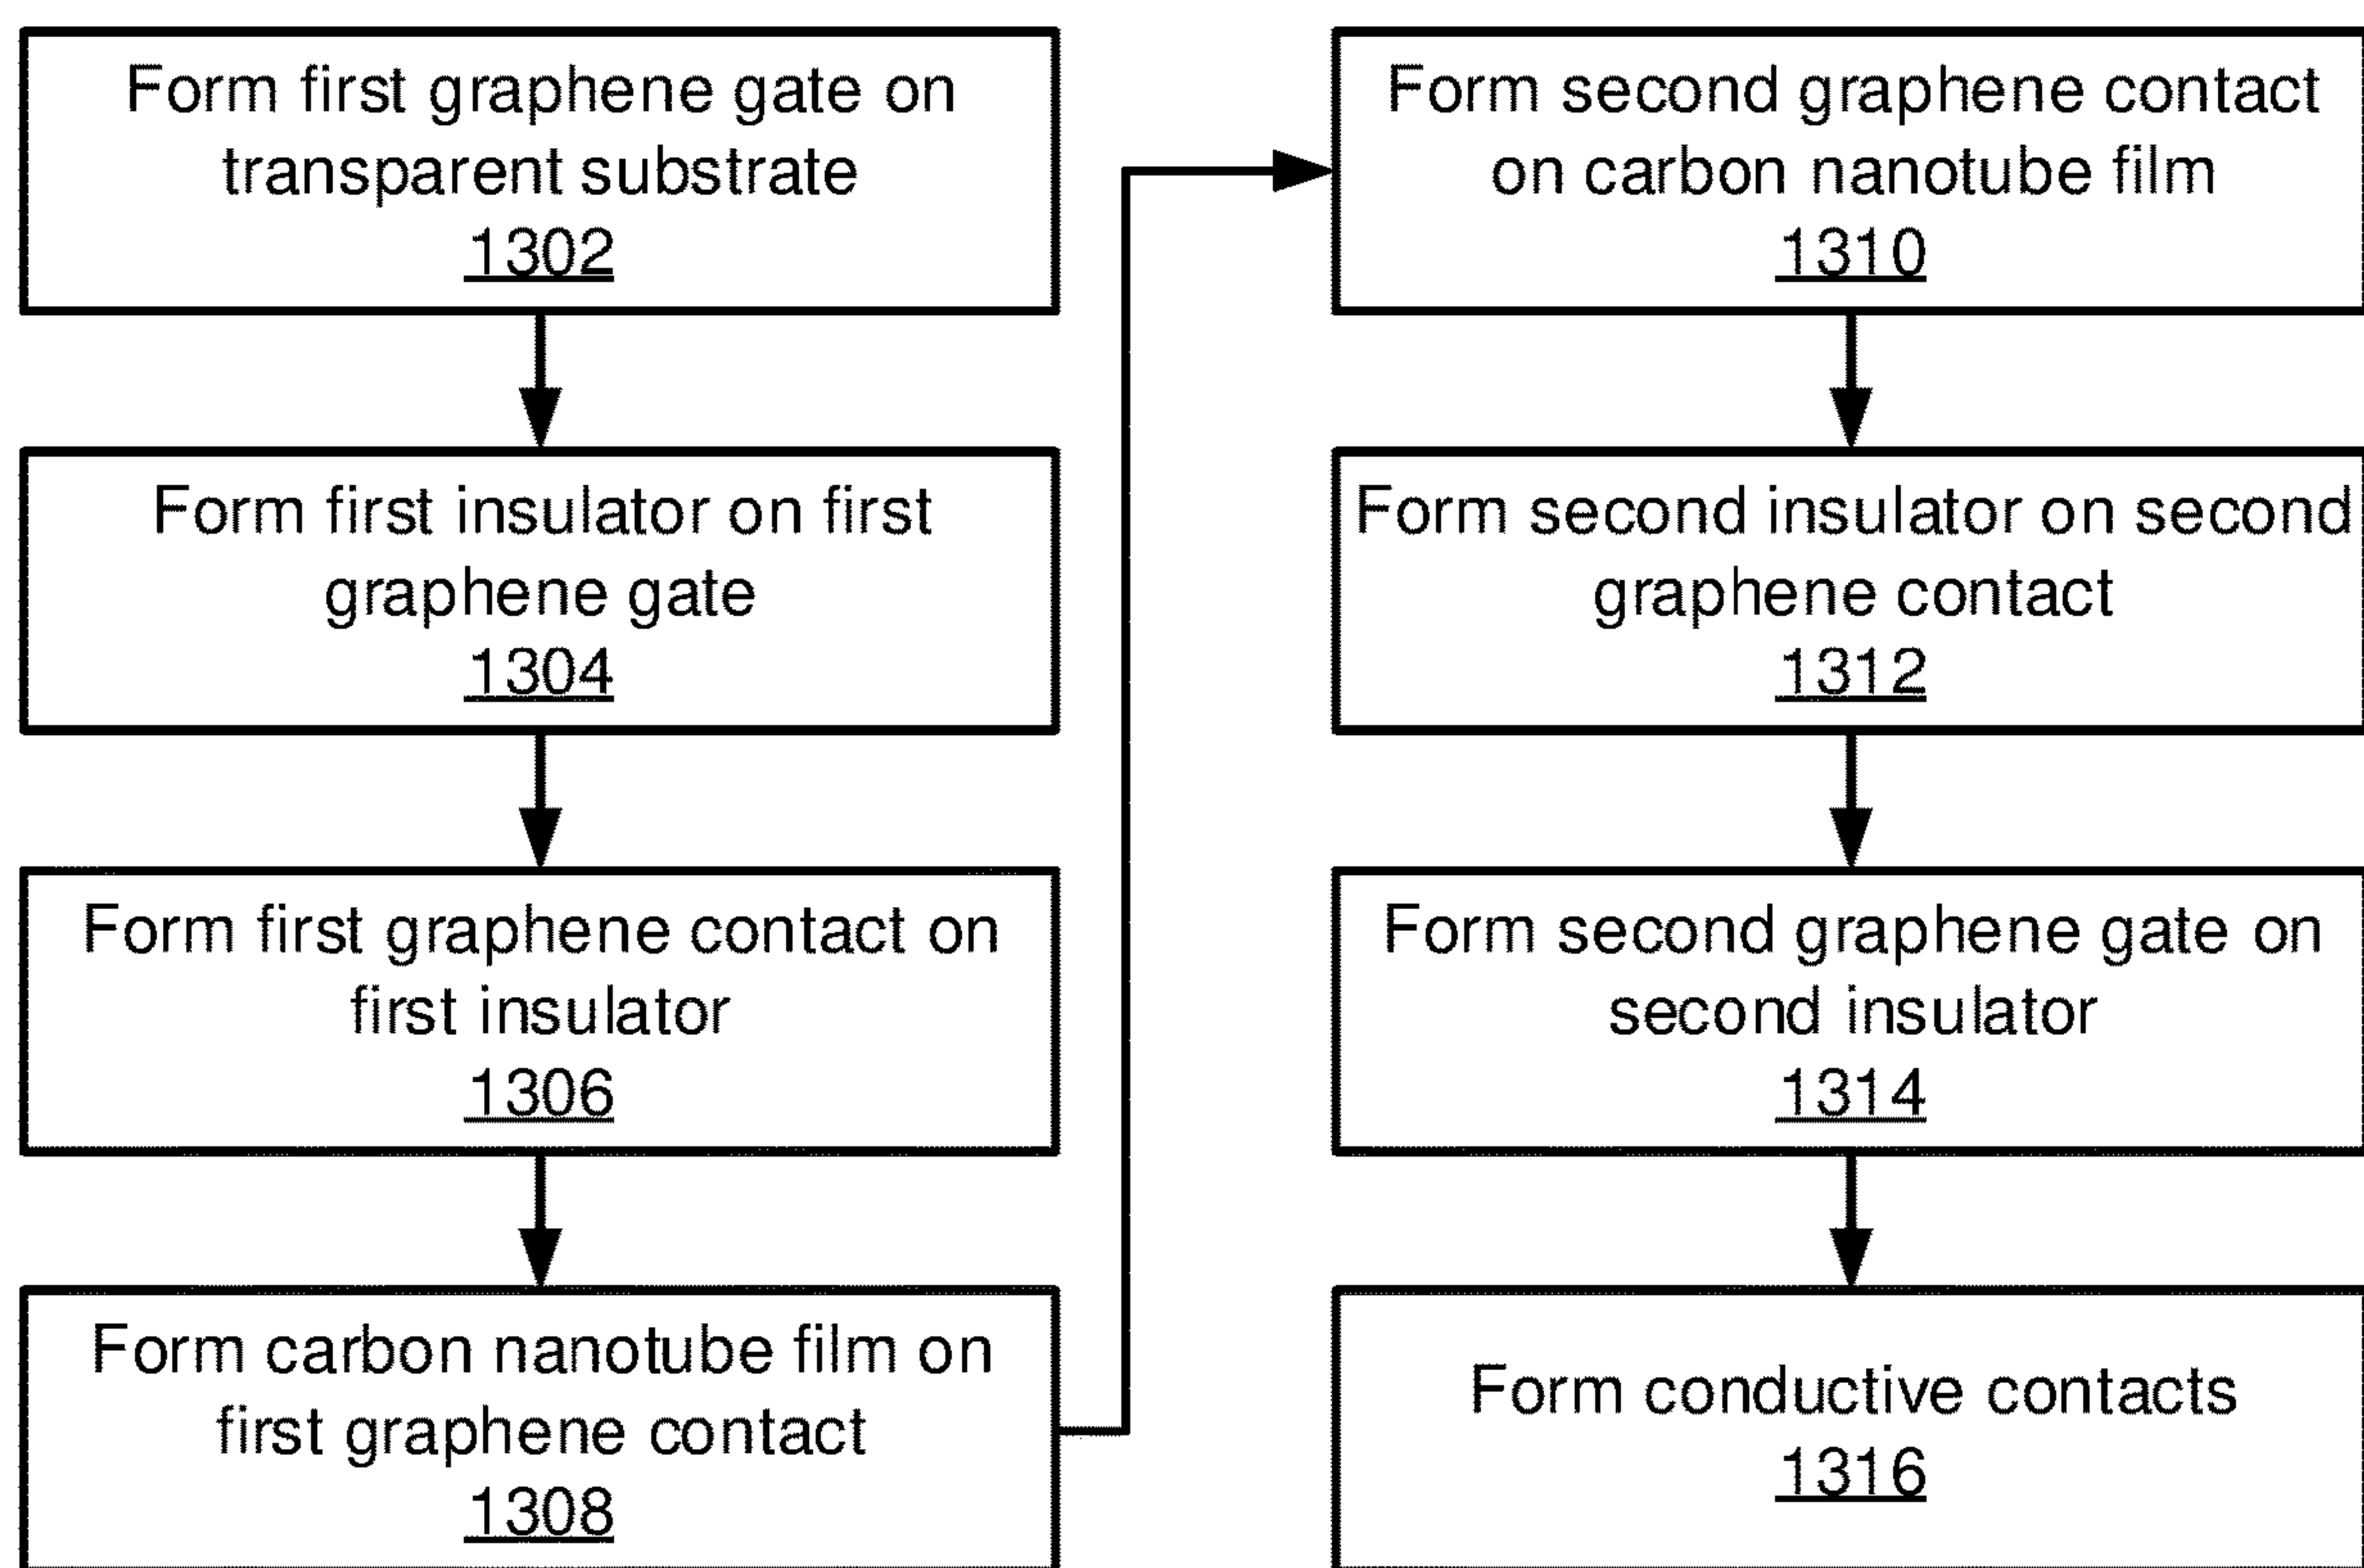 Form first graphene gate on
transparent substrate
1302
Form first insulator on first
graphene gate
1304
Form first graphene contact on
first insulator
1306
Form carbon nanotube film on
first graphene contact
1308
Form second graphene contact
on carbon nanotube film
1310
Form second insulator on second
graphene contact
1312
Form second graphene gate on
second insulator
1314
Form conductive contacts
1316